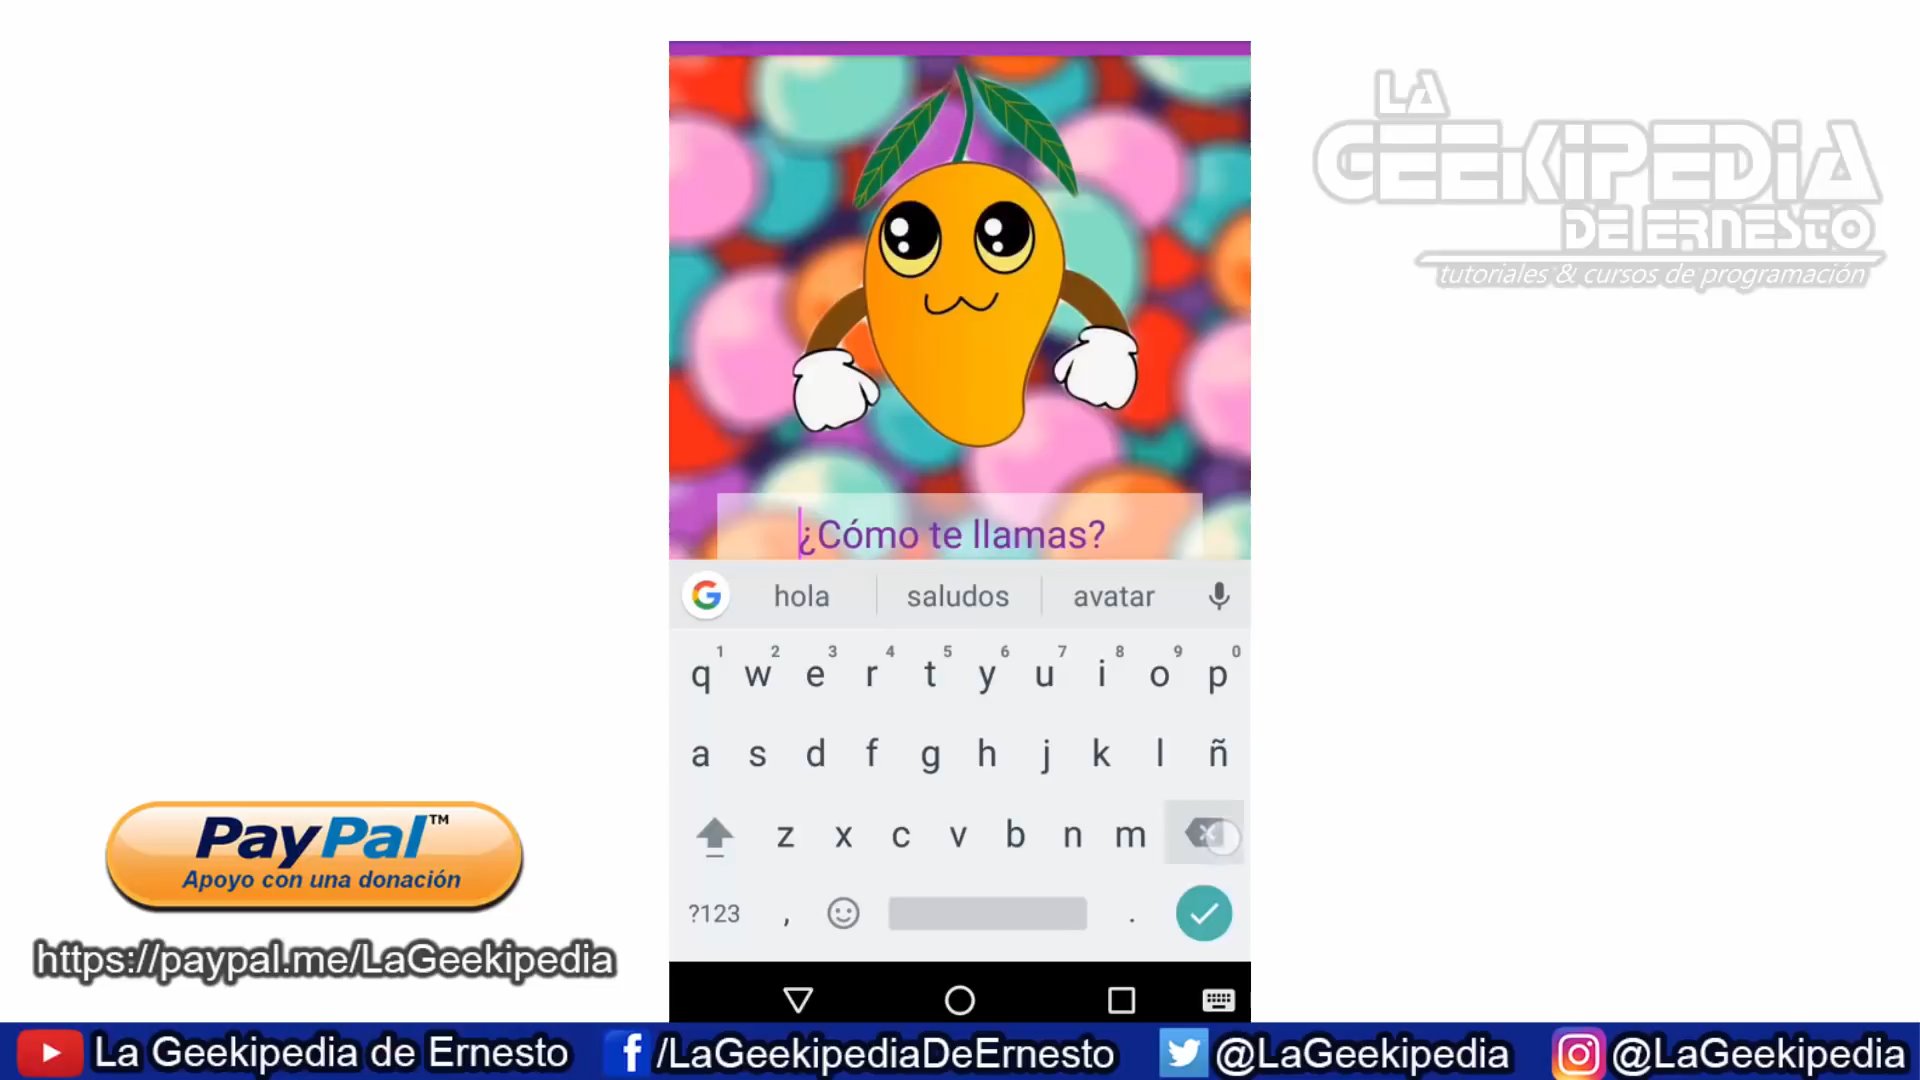 LA
GEEKIPEDIA
DE ERNESTO
tutoriales & cursos de programación
¿Cómo te llamas?
G hola saludos avatar
1 2 3 4 5 6 7 8 9 0
q w e r t y u i o p
a s d f g h j k l ñ
z x c v b n m
?123 , .
PayPal™
Apoyo con una donación
https://paypal.me/LaGeekipedia
La Geekipedia de Ernesto f /LaGeekipediaDeErnesto @LaGeekipedia @LaGeekipedia